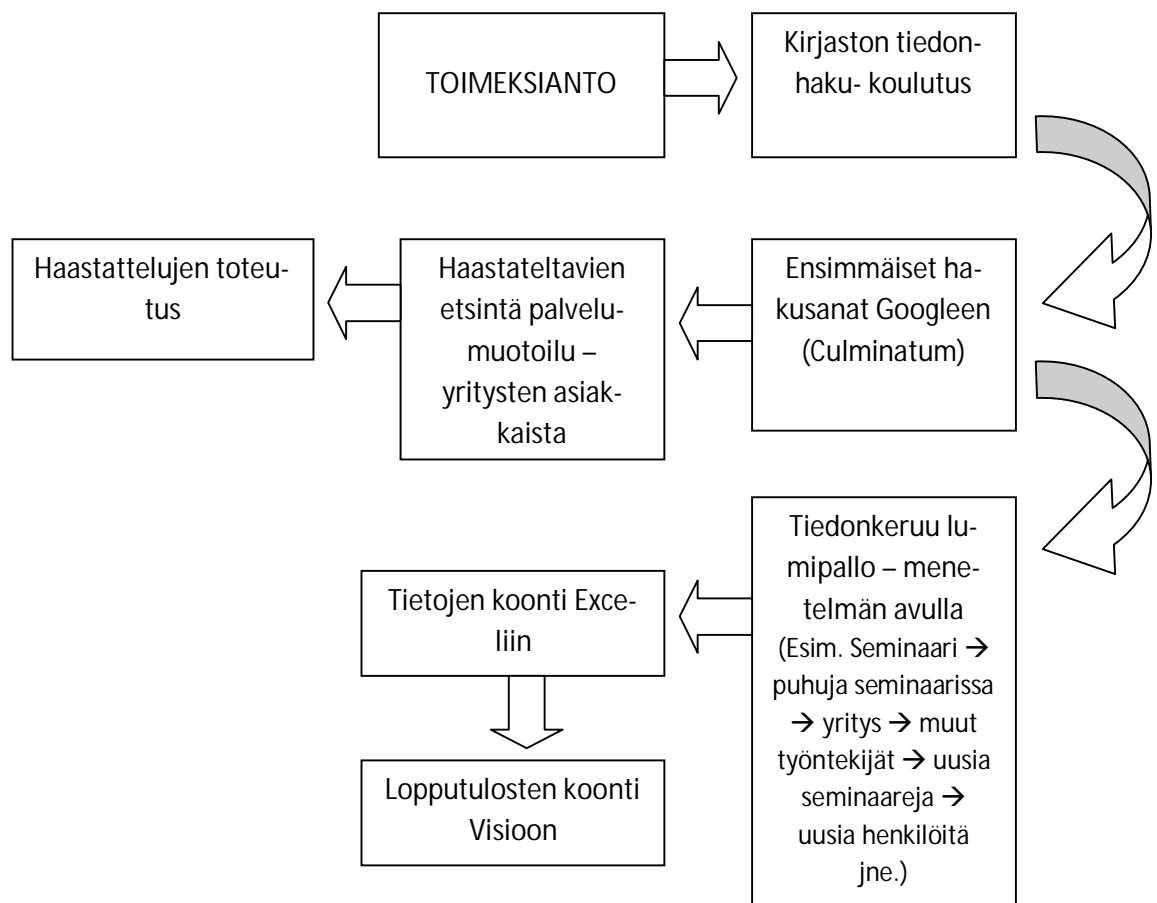 TOIMEKSIANTO
Kirjaston tiedon-
haku- koulutus
Haastattelujen toteu-
tus
Haastateltavien
etsintä palvelu-
muotoilu –
yritysten asiak-
kaista
Ensimmäiset ha-
kusanat Googleen
(Culminatum)
Tietojen koonti Exce-
liin
Tiedonkeruu lu-
mipallo – mene-
telmän avulla
(Esim. Seminaari →
puhuja seminaarissa
→ yritys → muut
työntekijät → uusia
seminaareja →
uusia henkilöitä
jne.)
Lopputulosten koonti
Visioon